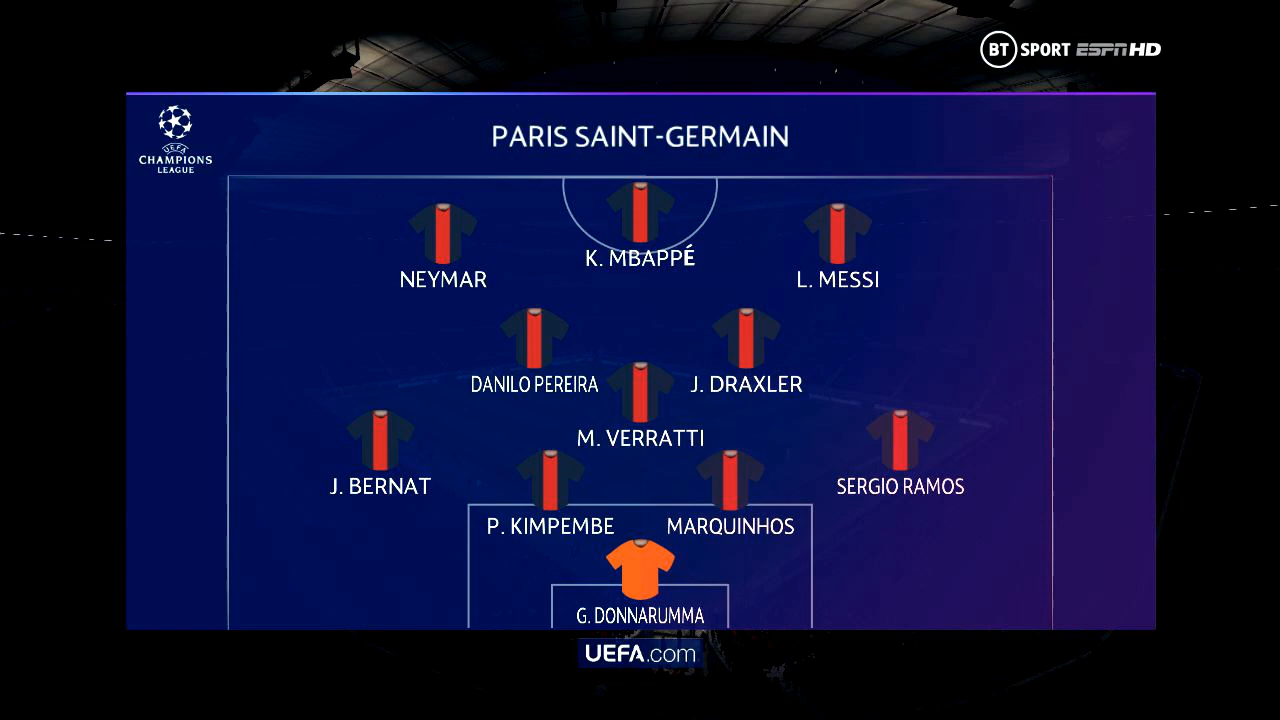 BT SPORT ESPN HD
UEFA
CHAMPIONS
LEAGUE
PARIS SAINT-GERMAIN
K. MBAPPÉ
NEYMAR
L. MESSI
DANILO PEREIRA
J. DRAXLER
M. VERRATTI
J. BERNAT
SERGIO RAMOS
P. KIMPEMBE
MARQUINHOS
G. DONNARUMMA
UEFA.com